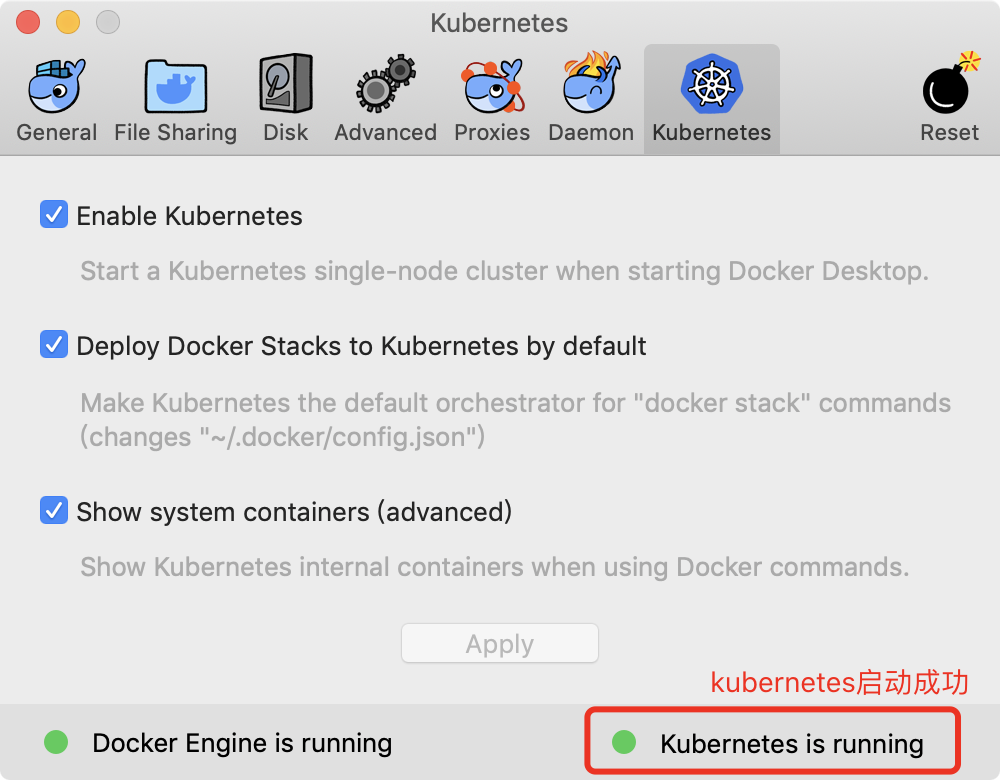 Kubernetes
General File Sharing Disk Advanced Proxies Daemon Kubernetes Reset
Enable Kubernetes
Start a Kubernetes single-node cluster when starting Docker Desktop.
Deploy Docker Stacks to Kubernetes by default
Make Kubernetes the default orchestrator for "docker stack" commands
(changes "~/.docker/config.json")
Show system containers (advanced)
Show Kubernetes internal containers when using Docker commands.
Apply
kubernetes启动成功
Docker Engine is running Kubernetes is running